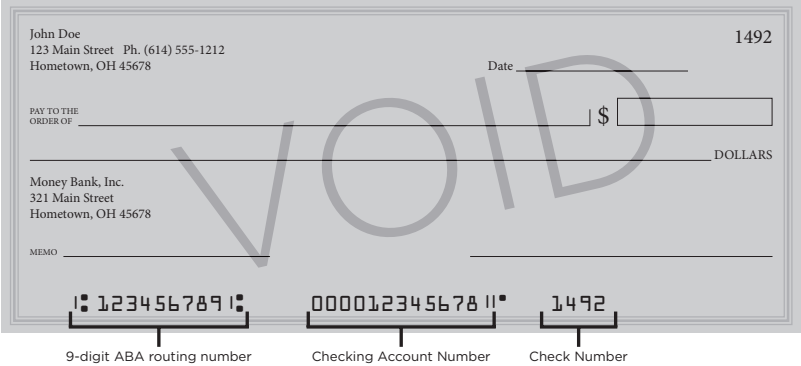 John Doe
1492
123 Main Street Ph. (614) 555-1212
Hometown, OH 45678
Date
PAY TO THE
ORDER OF
$
DOLLARS
VOID
Money Bank, Inc.
321 Main Street
Hometown, OH 45678
MEMO
⑆123456789⑆ 000012345678⑈ 1492
9-digit ABA routing number Checking Account Number Check Number